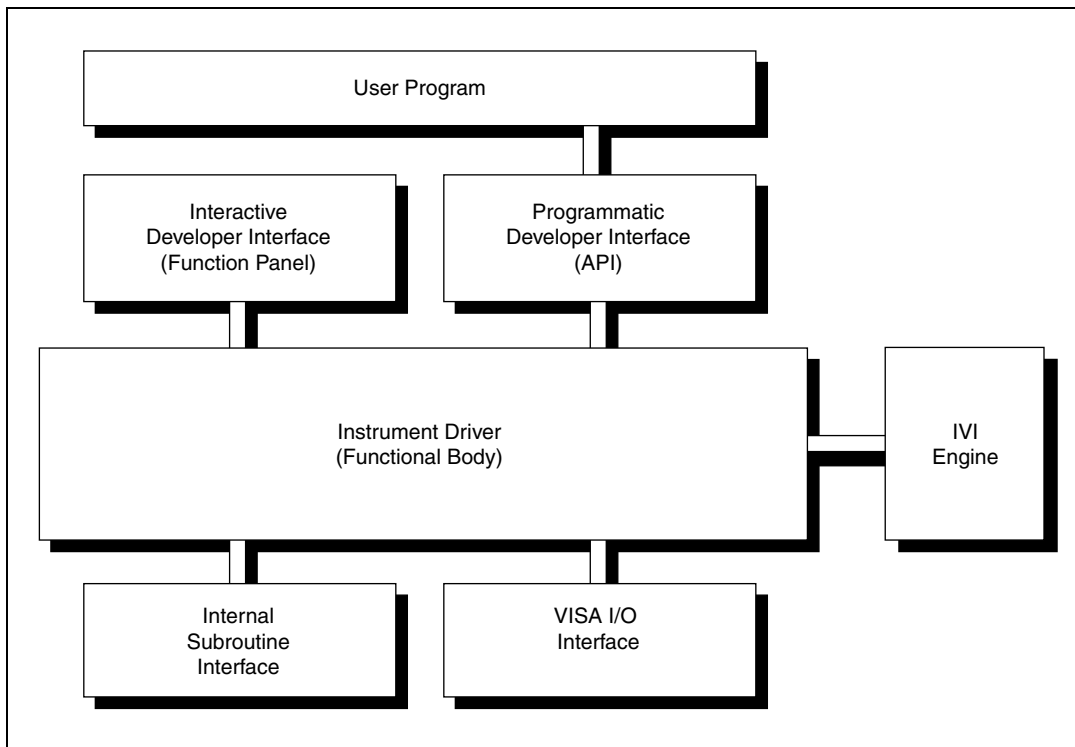 User Program
Interactive
Developer Interface
(Function Panel)
Programmatic
Developer Interface
(API)
Instrument Driver
(Functional Body)
IVI
Engine
Internal
Subroutine
Interface
VISA I/O
Interface